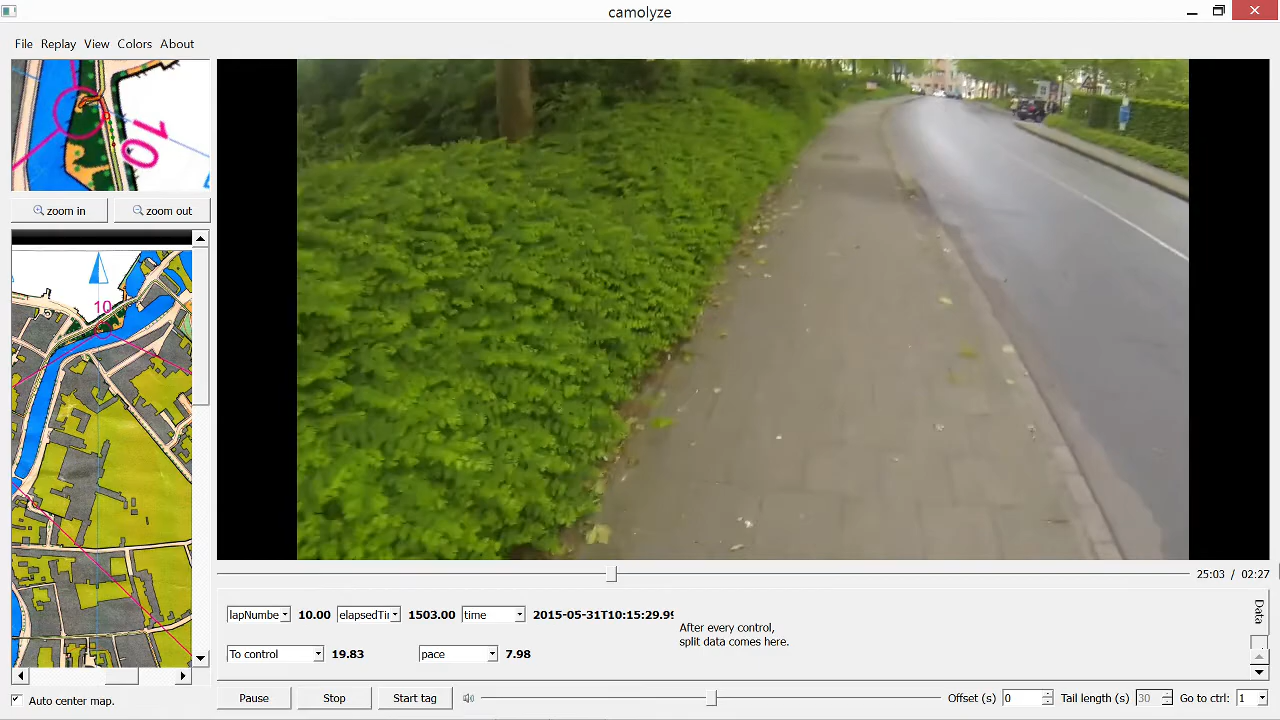 camolyze
File Replay View Colors About
10
zoom in zoom out
10
25:03 / 02:27
lapNumbe 10.00 elapsedTi 1503.00 time 2015-05-31T10:15:29.99
After every control,
split data comes here.
Data
To control 19.83 pace 7.98
Pause Stop Start tag Offset (s) 0 Tail length (s) 30 Go to ctrl: 1
Auto center map.